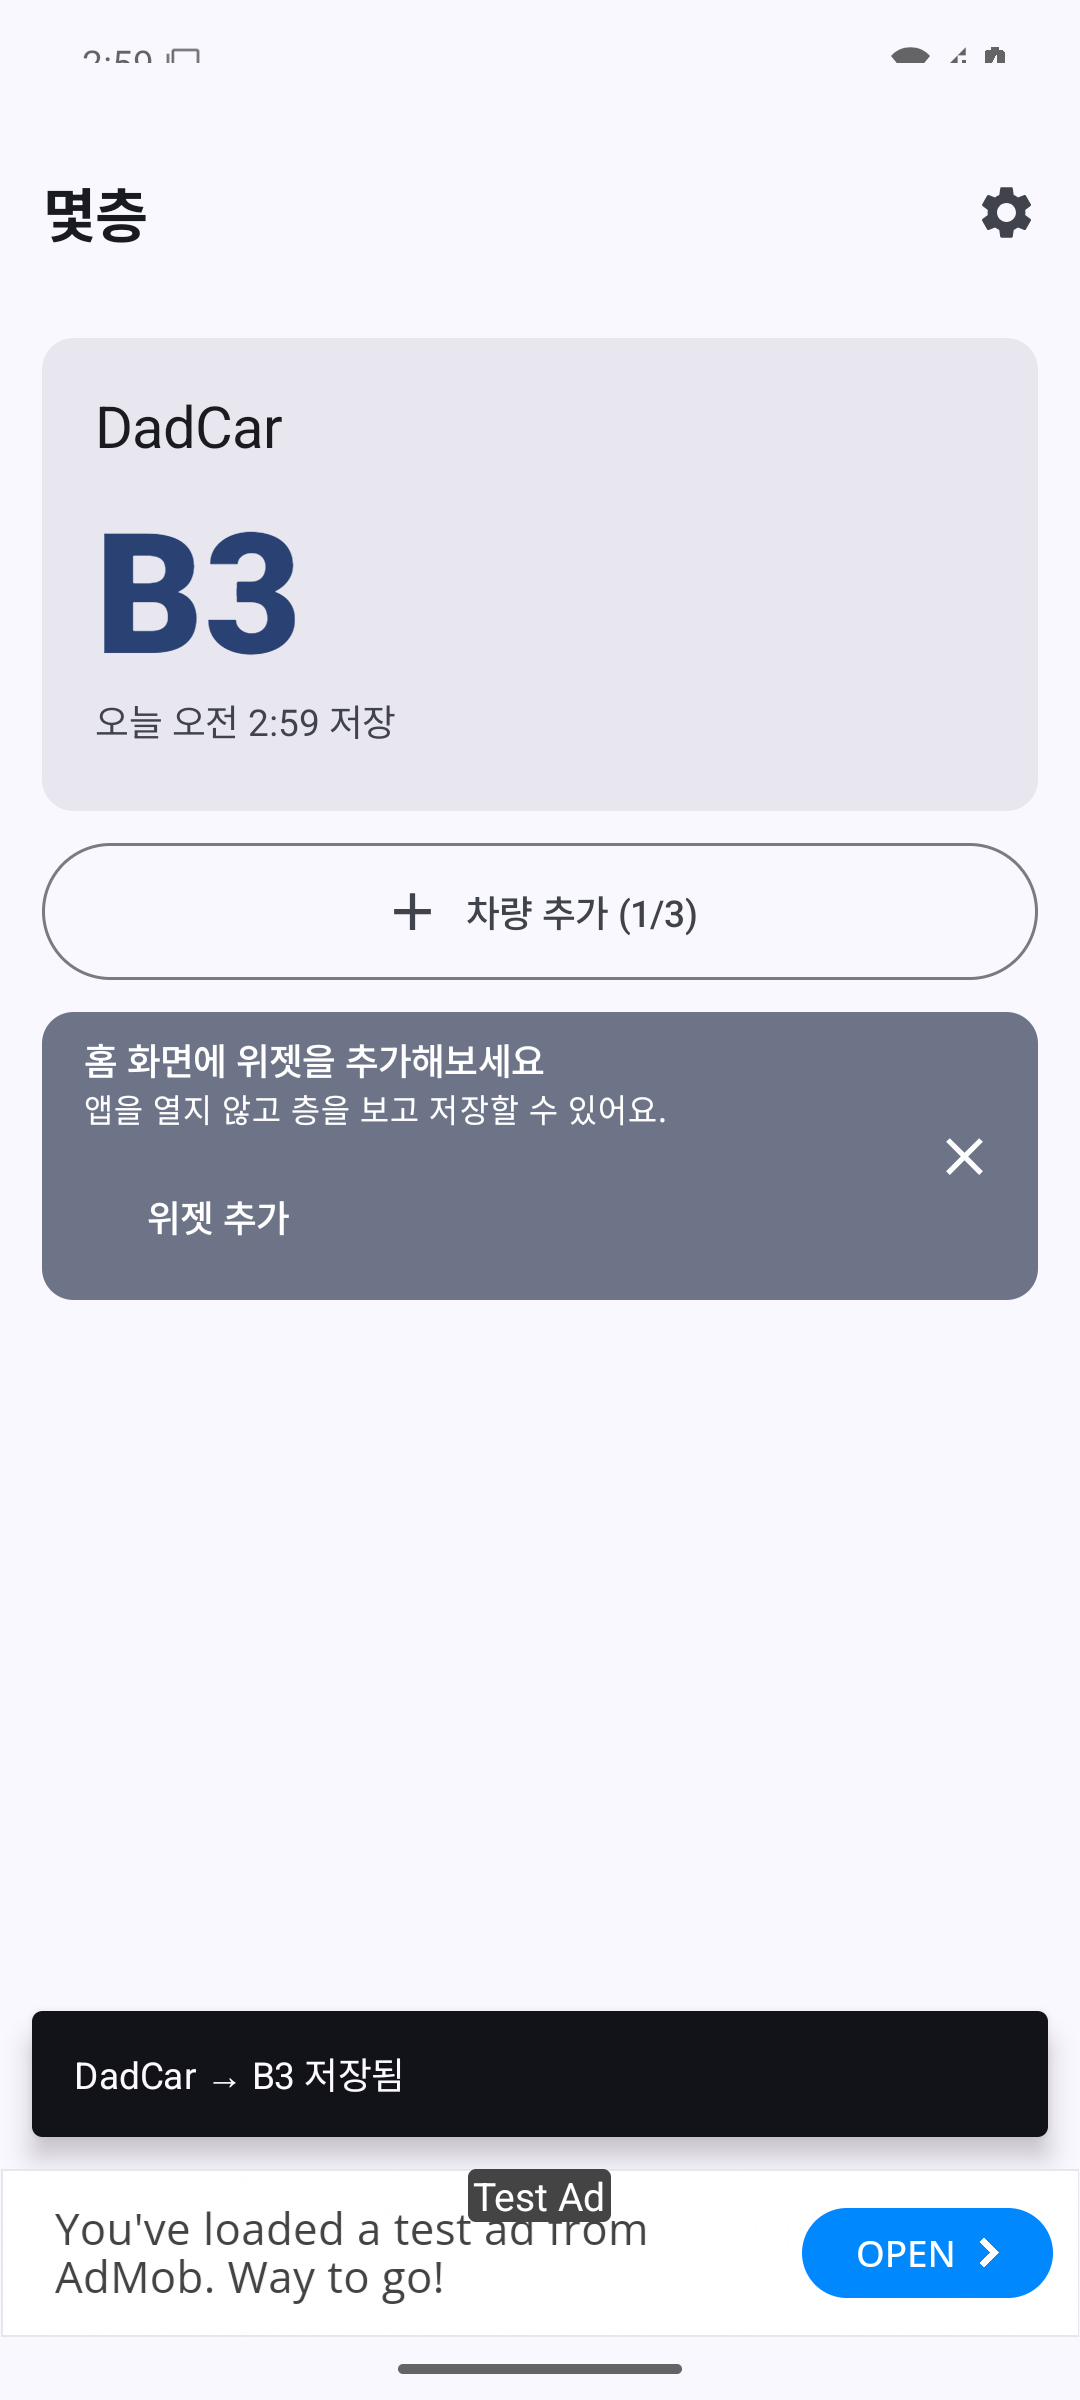 2:59
몇층
DadCar
B3
오늘 오전 2:59 저장
차량 추가 (1/3)
홈 화면에 위젯을 추가해보세요
앱을 열지 않고 층을 보고 저장할 수 있어요.
위젯 추가
DadCar → B3 저장됨
Test Ad
You've loaded a test ad from
AdMob. Way to go!
OPEN